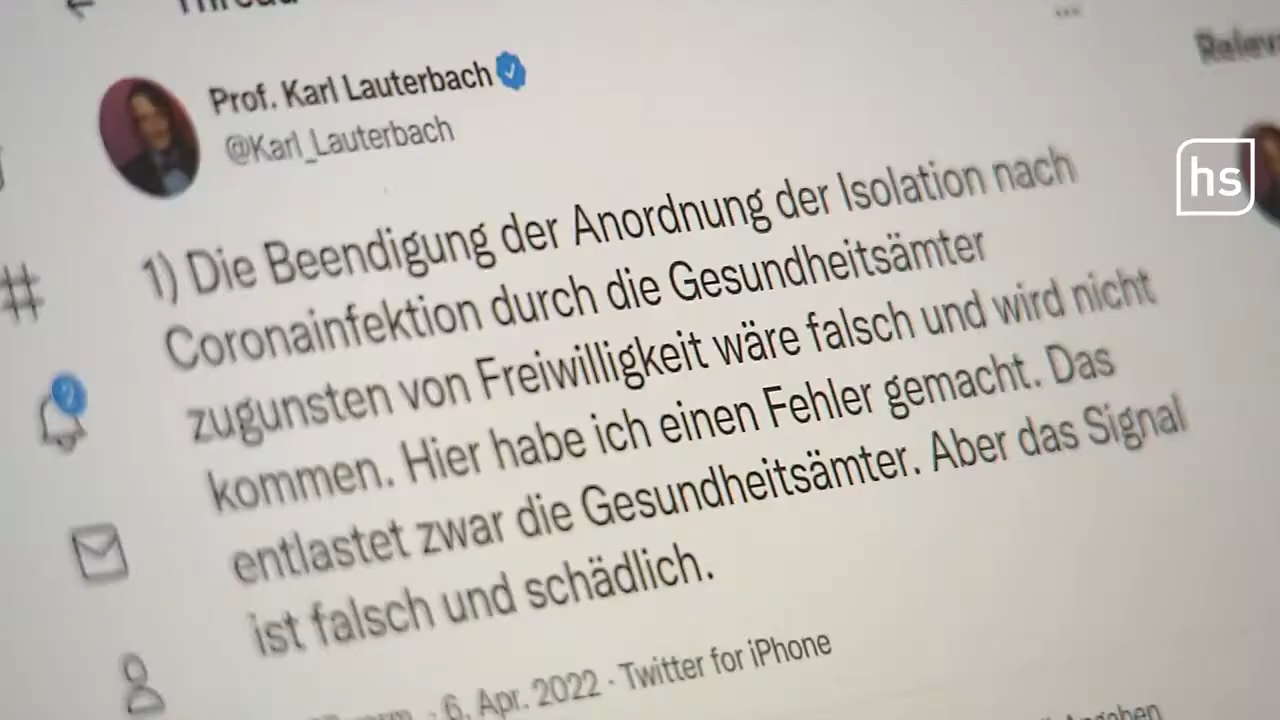 Thread
Relev
Prof. Karl Lauterbach
@Karl_Lauterbach
hs
1) Die Beendigung der Anordnung der Isolation nach
Coronainfektion durch die Gesundheitsämter
zugunsten von Freiwilligkeit wäre falsch und wird nicht
kommen. Hier habe ich einen Fehler gemacht. Das
entlastet zwar die Gesundheitsämter. Aber das Signal
ist falsch und schädlich.
· 6. Apr. 2022 · Twitter for iPhone